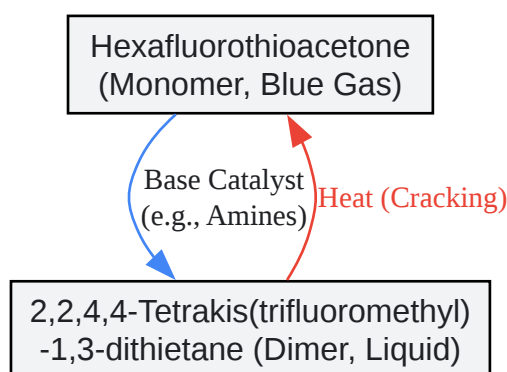 Hexafluorothioacetone
(Monomer, Blue Gas)
Base Catalyst
(e.g., Amines)
Heat (Cracking)
2,2,4,4-Tetrakis(trifluoromethyl)
-1,3-dithietane (Dimer, Liquid)